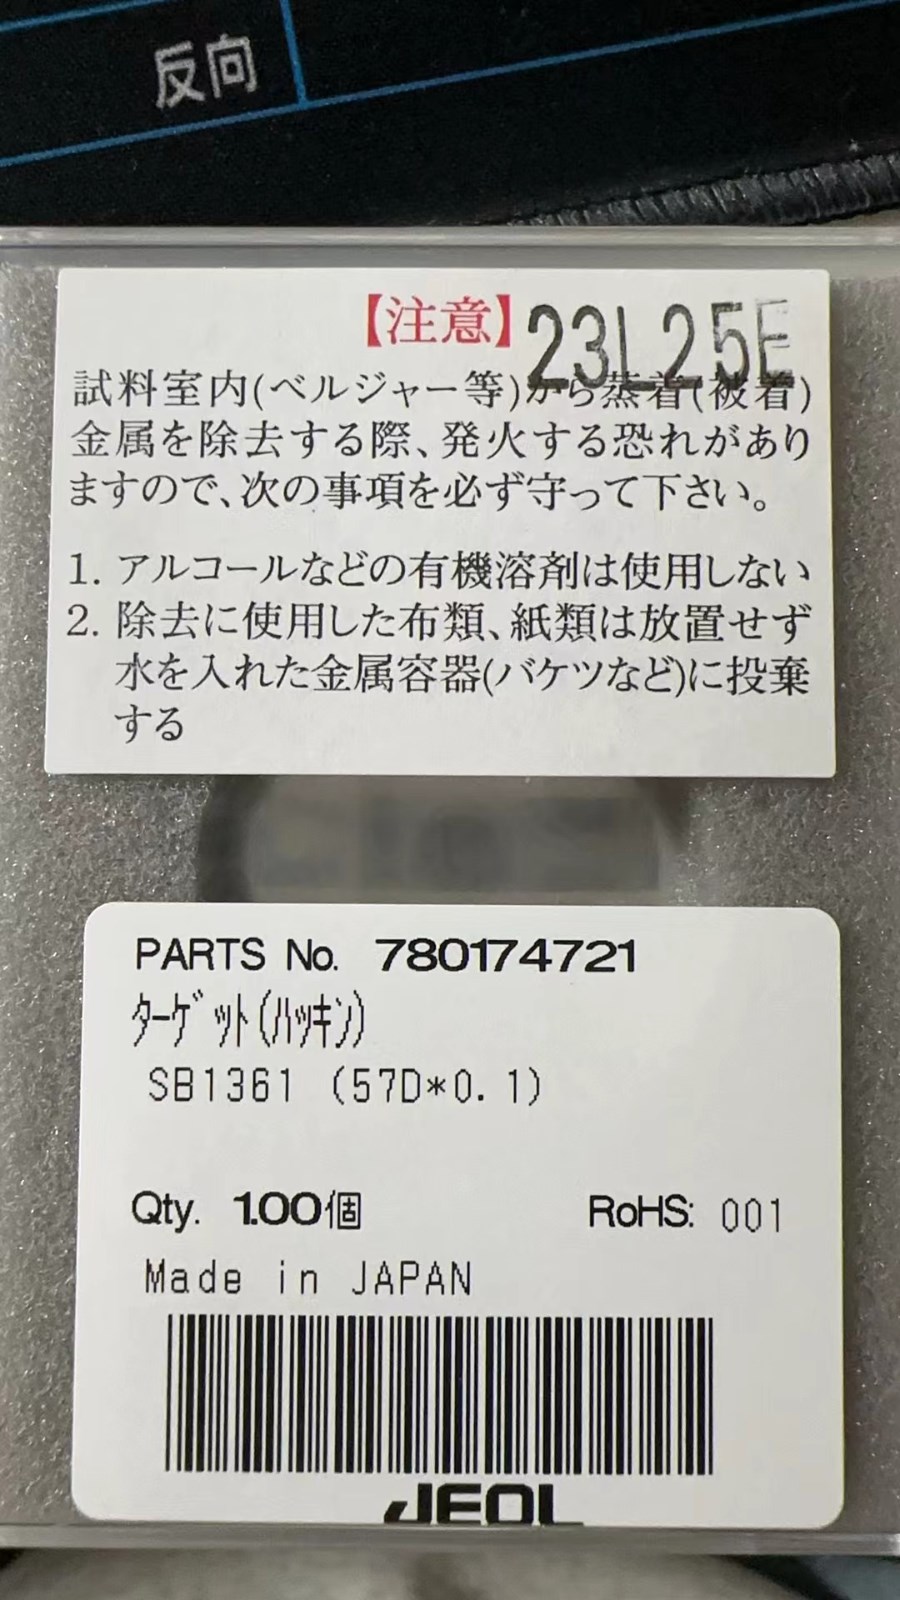 反向
【注意】 23L25E
試料室内(ベルジャー等)から蒸着(被着)
金属を除去する際、発火する恐れがあり
ますので、次の事項を必ず守って下さい。
1. アルコールなどの有機溶剤は使用しない
2. 除去に使用した布類、紙類は放置せず
水を入れた金属容器(バケツなど)に投棄
する
PARTS No. 780174721
ﾀｰｹﾞｯﾄ(ﾊｯｷﾝ)
SB1361 (57D*0.1)
Qty. 1.00個 RoHS: 001
Made in JAPAN
JEOL